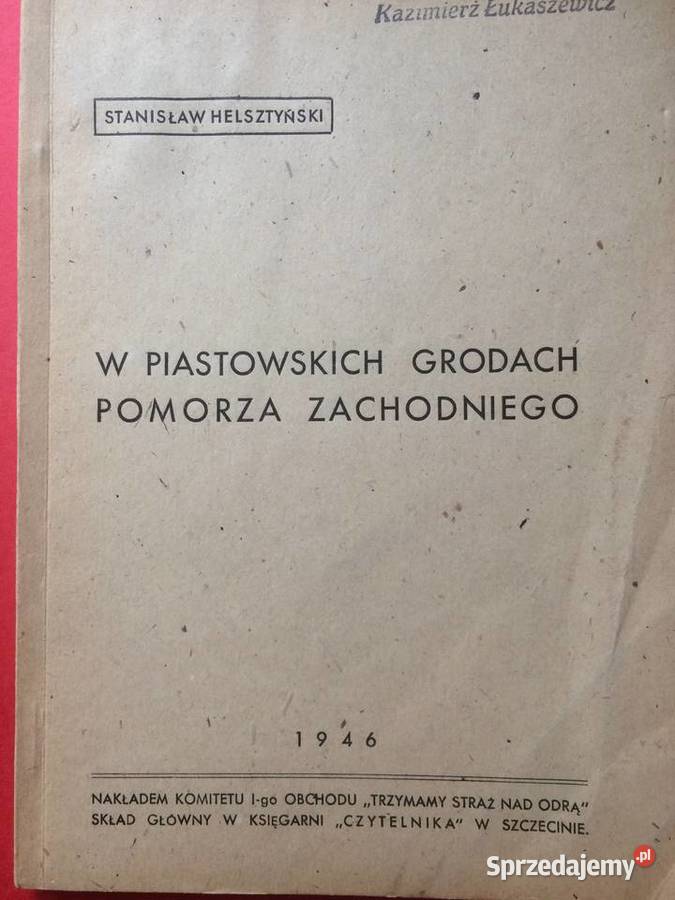 Kazimierz Łukaszewicz
STANISŁAW HELSZTYŃSKI
W PIASTOWSKICH GRODACH
POMORZA ZACHODNIEGO
1946
NAKŁADEM KOMITETU I-go OBCHODU „TRZYMAMY STRAŻ NAD ODRĄ"
SKŁAD GŁÓWNY W KSIĘGARNI „CZYTELNIKA" W SZCZECINIE.
Sprzedajemy.pl